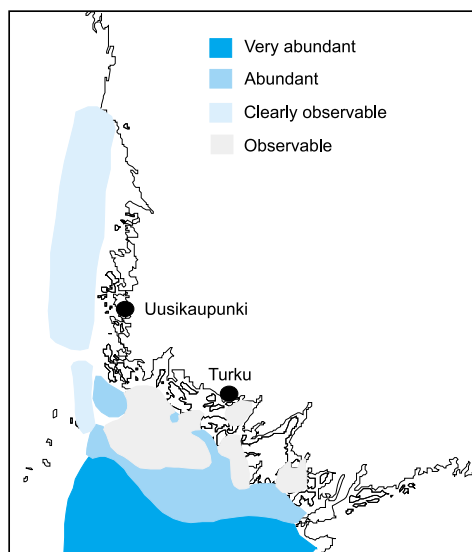 Very abundant
Abundant
Clearly observable
Observable
Uusikaupunki
Turku